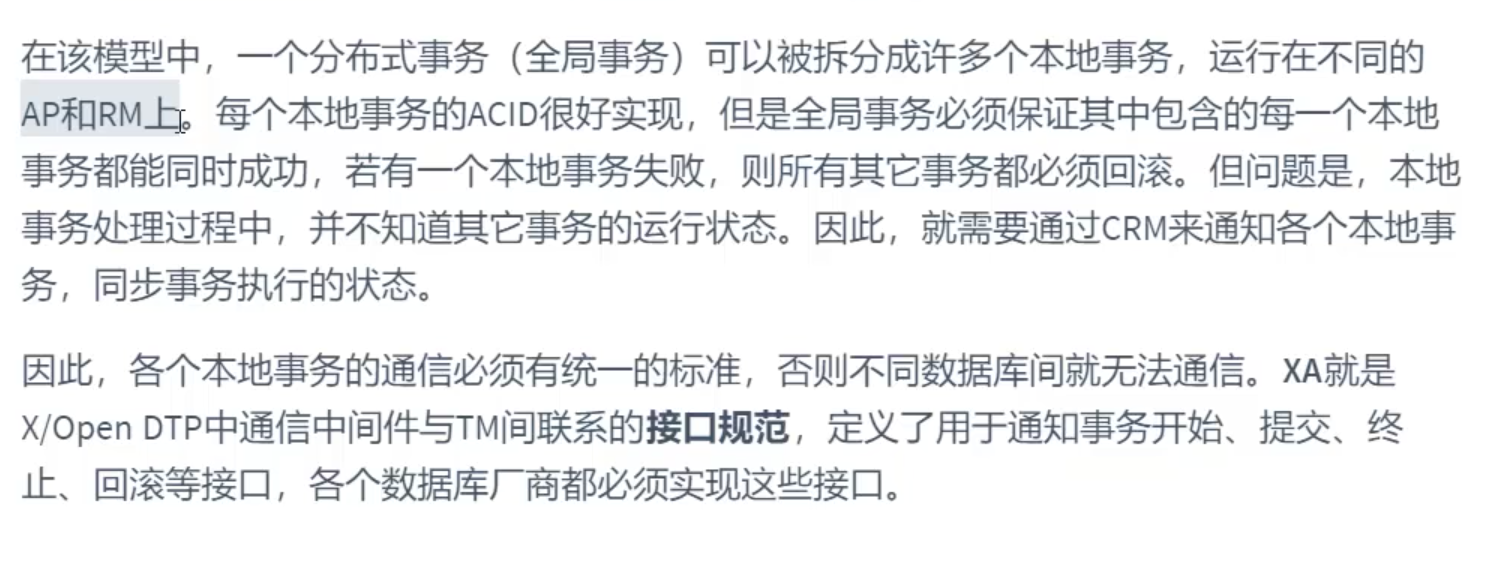 在该模型中，一个分布式事务（全局事务）可以被拆分成许多个本地事务，运行在不同的
AP和RM上。每个本地事务的ACID很好实现，但是全局事务必须保证其中包含的每一个本地
事务都能同时成功，若有一个本地事务失败，则所有其它事务都必须回滚。但问题是，本地
事务处理过程中，并不知道其它事务的运行状态。因此，就需要通过CRM来通知各个本地事
务，同步事务执行的状态。
因此，各个本地事务的通信必须有统一的标准，否则不同数据库间就无法通信。XA就是
X/Open DTP中通信中间件与TM间联系的接口规范，定义了用于通知事务开始、提交、终
止、回滚等接口，各个数据库厂商都必须实现这些接口。